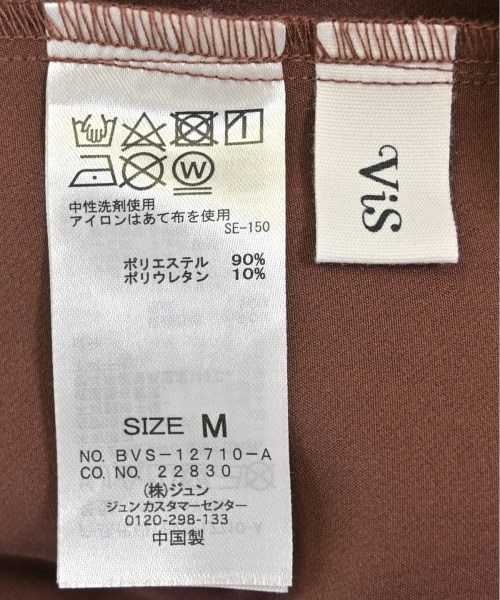 中性洗剤使用
アイロンはあて布を使用
SE-150
ポリエステル 90%
ポリウレタン 10%
SIZE M
NO. BVS-12710-A
CO. NO. 22830
(株)ジュン
ジュン カスタマーセンター
0120-298-133
中国製
ViS